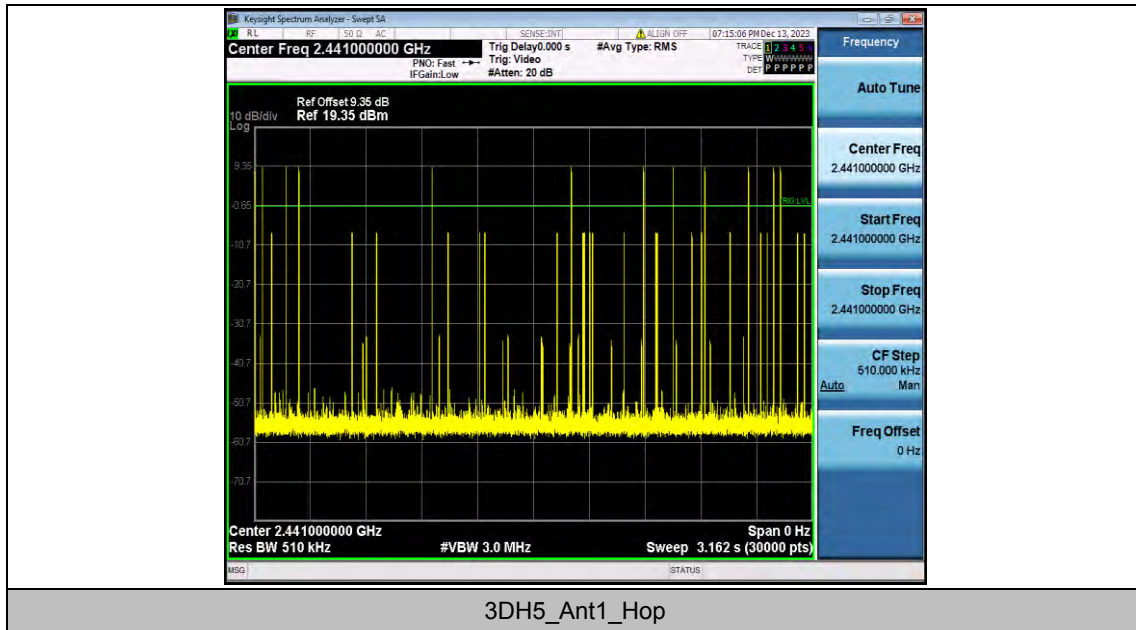 Keysight Spectrum Analyzer - Swept SA
RL RF 50 Ω AC SENSE:INT ALIGN OFF 07:15:06 PM Dec 13, 2023
Center Freq 2.441000000 GHz
Trig Delay0.000 s #Avg Type: RMS
TRACE 1 2 3 4 5 6
PNO: Fast Trig: Video
TYPE W
IFGain:Low #Atten: 20 dB
DET P P P P P P
Ref Offset 9.35 dB
10 dB/div Ref 19.35 dBm
Log
9.35
-0.65
TRIG LVL
-10.7
-20.7
-30.7
-40.7
-50.7
-60.7
-70.7
Center 2.441000000 GHz Span 0 Hz
Res BW 510 kHz #VBW 3.0 MHz Sweep 3.162 s (30000 pts)
MSG STATUS
Frequency
Auto Tune
Center Freq
2.441000000 GHz
Start Freq
2.441000000 GHz
Stop Freq
2.441000000 GHz
CF Step
510.000 kHz
Auto Man
Freq Offset
0 Hz
3DH5_Ant1_Hop